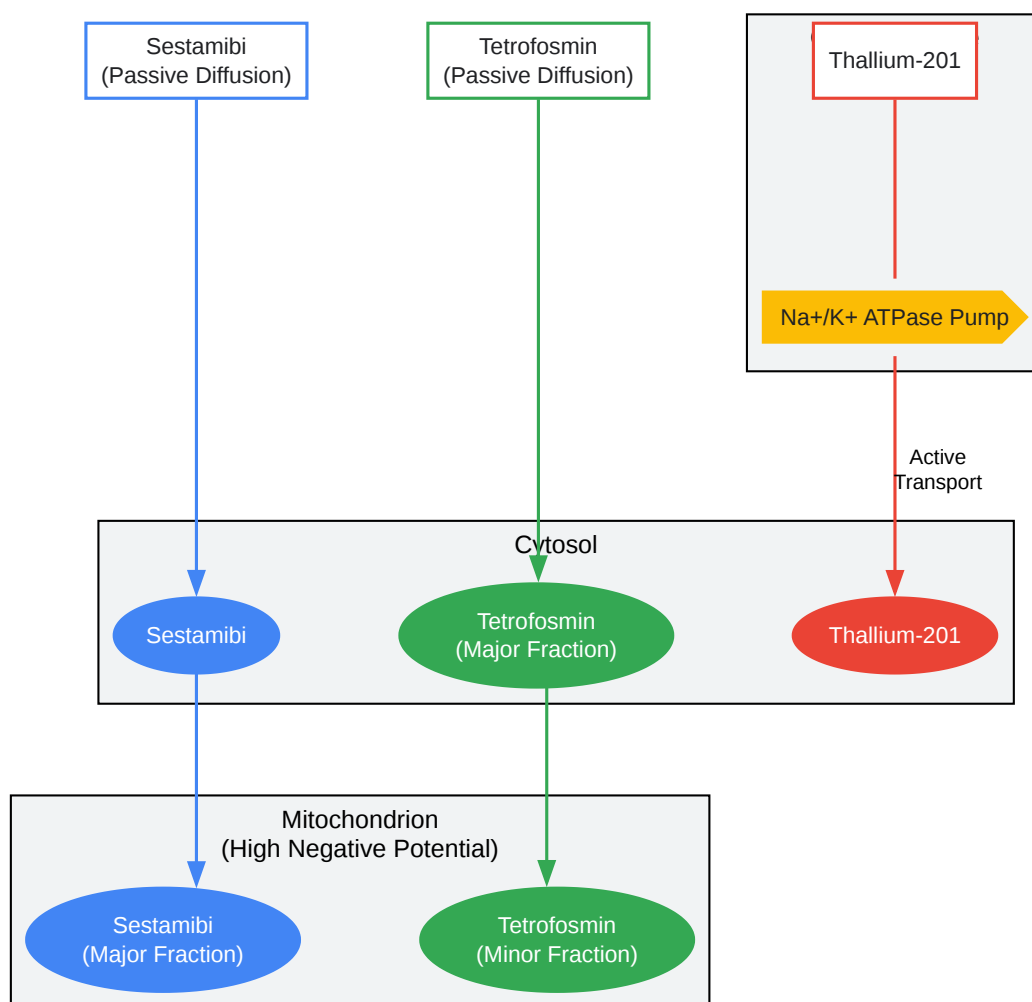 Sestamibi
(Passive Diffusion)
Tetrofosmin
(Passive Diffusion)
Thallium-201
Na+/K+ ATPase Pump
Active
Transport
Cytosol
Sestamibi
Tetrofosmin
(Major Fraction)
Thallium-201
Mitochondrion
(High Negative Potential)
Sestamibi
(Major Fraction)
Tetrofosmin
(Minor Fraction)